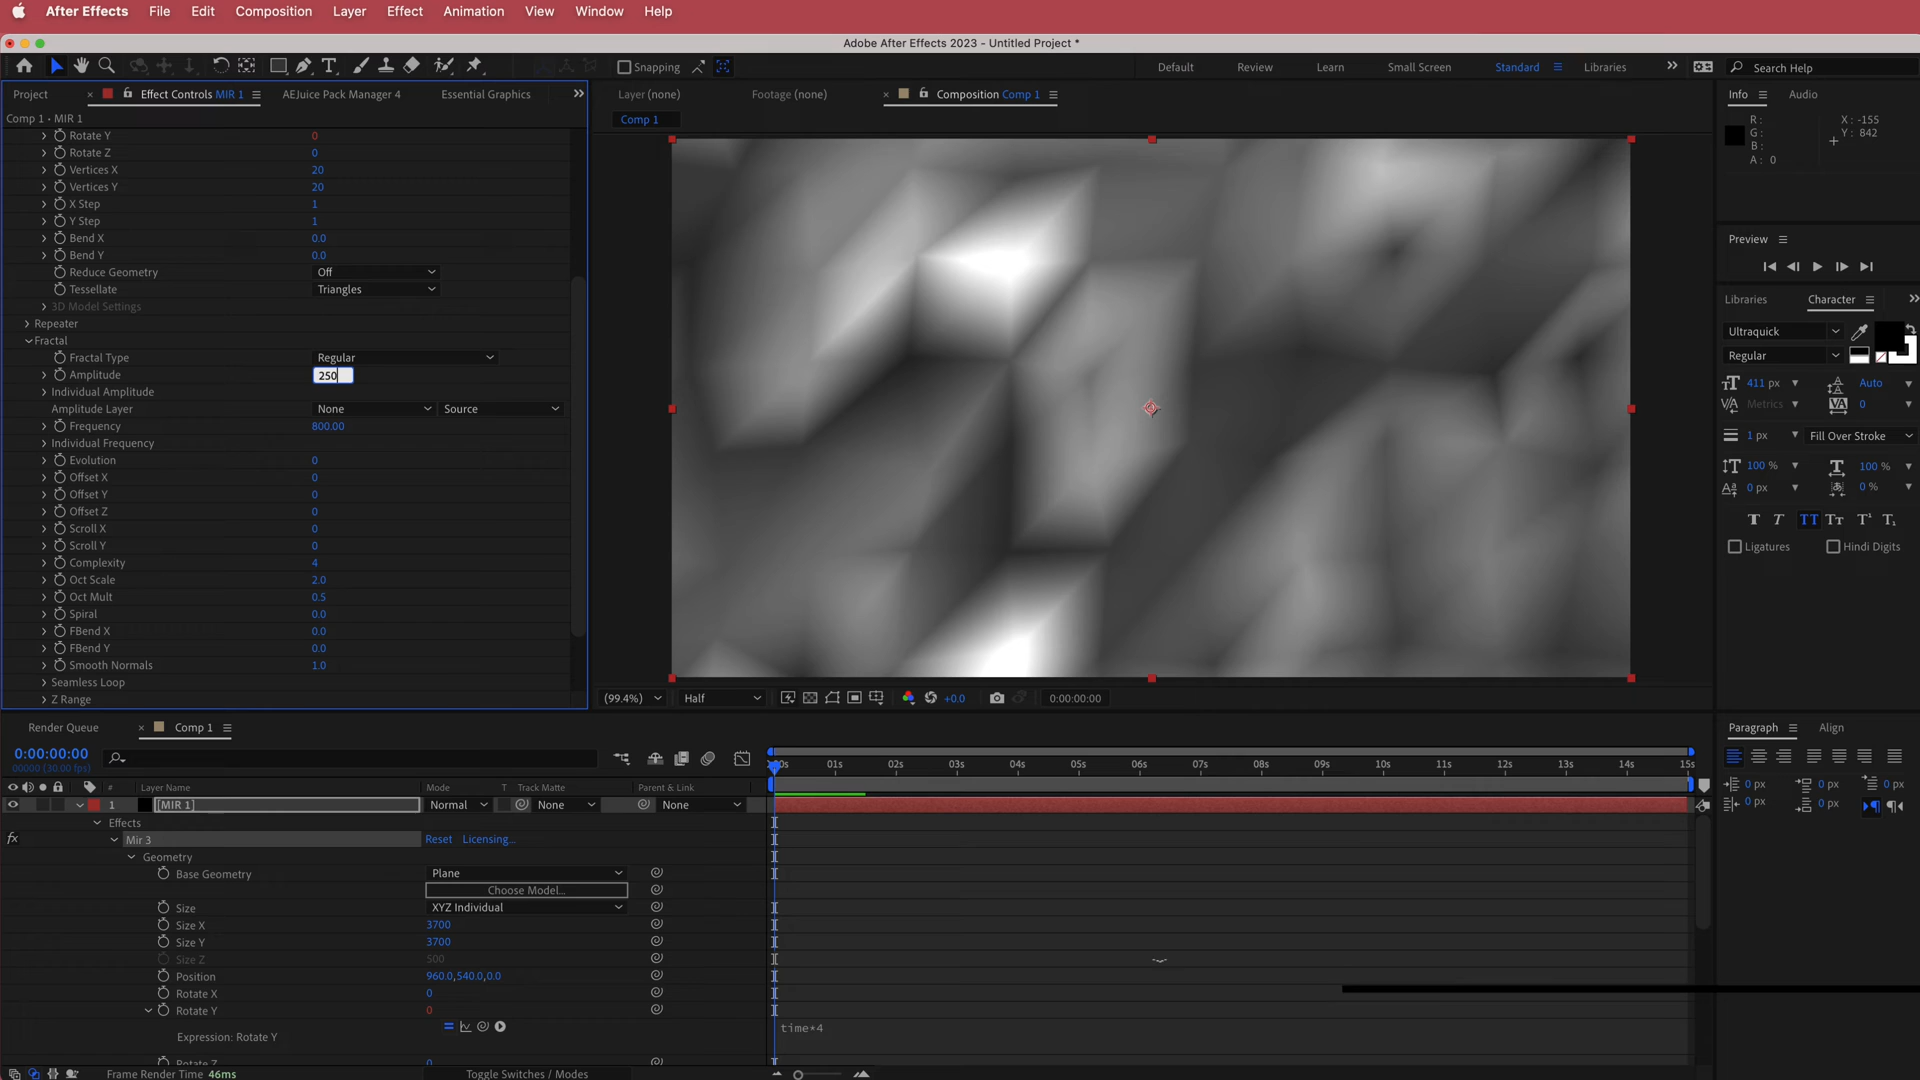 After Effects File Edit Composition Layer Effect Animation View Window Help
Adobe After Effects 2023 - Untitled Project *
Snapping Default Review Learn Small Screen Standard Libraries Search Help
Project Effect Controls MIR 1 AEJuice Pack Manager 4 Essential Graphics
Layer (none) Footage (none) Composition Comp 1
Info Audio
Comp 1 • MIR 1
Comp 1
R :
G :
B :
A : 0
X : -155
Y : 842
Rotate Y 0
Rotate Z 0
Vertices X 20
Vertices Y 20
X Step 1
Y Step 1
Bend X 0.0
Bend Y 0.0
Reduce Geometry Off
Tessellate Triangles
3D Model Settings
Repeater
Fractal
Fractal Type Regular
Amplitude 250
Individual Amplitude
Amplitude Layer None Source
Frequency 800.00
Individual Frequency
Evolution 0
Offset X 0
Offset Y 0
Offset Z 0
Scroll X 0
Scroll Y 0
Complexity 4
Oct Scale 2.0
Oct Mult 0.5
Spiral 0.0
FBend X 0.0
FBend Y 0.0
Smooth Normals 1.0
Seamless Loop
Z Range
(99.4%) Half +0.0 0:00:00:00
Preview
Libraries Character
Ultraquick
Regular
411 px Auto
Metrics 0
1 px Fill Over Stroke
100 % 100 %
0 px 0 %
T T TT Tт T¹ T₁
Ligatures Hindi Digits
Paragraph Align
0 px 0 px 0 px
0 px 0 px
Render Queue Comp 1
0:00:00:00
00000 (30.00 fps)
:00s 01s 02s 03s 04s 05s 06s 07s 08s 09s 10s 11s 12s 13s 14s 15s
# Layer Name Mode T Track Matte Parent & Link
1 [MIR 1] Normal None None
Effects
fx Mir 3 Reset Licensing...
Geometry
Base Geometry Plane
Choose Model...
Size XYZ Individual
Size X 3700
Size Y 3700
Size Z 500
Position 960.0,540.0,0.0
Rotate X 0
Rotate Y 0
Expression: Rotate Y time*4
Rotate Z 0
Frame Render Time 46ms Toggle Switches / Modes